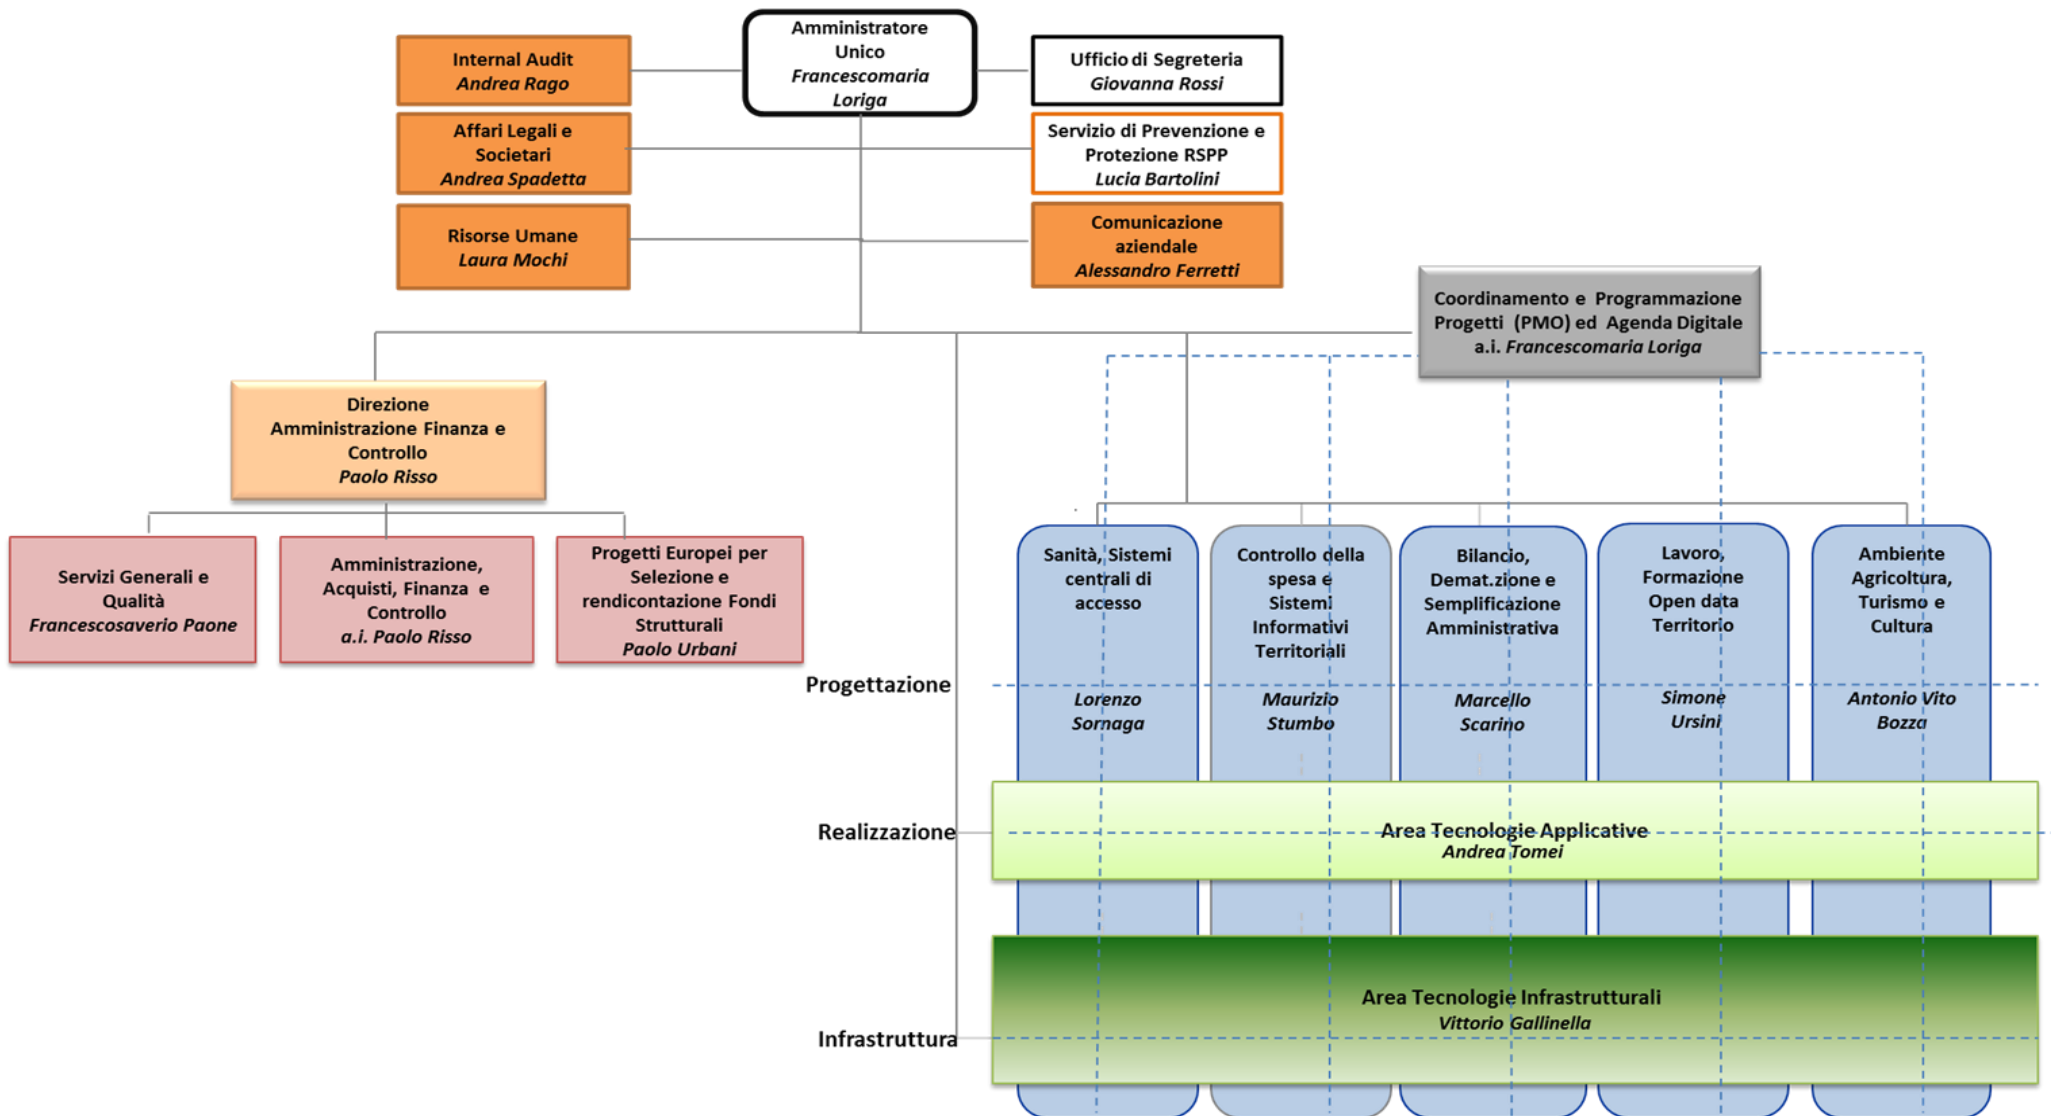 Amministratore
Unico
Francescomaria
Loriga
Internal Audit
Andrea Rago
Ufficio di Segreteria
Giovanna Rossi
Affari Legali e
Societari
Andrea Spadetta
Servizio di Prevenzione e
Protezione RSPP
Lucia Bartolini
Risorse Umane
Laura Mochi
Comunicazione
aziendale
Alessandro Ferretti
Coordinamento e Programmazione
Progetti (PMO) ed Agenda Digitale
a.i. Francescomaria Loriga
Direzione
Amministrazione Finanza e
Controllo
Paolo Risso
Servizi Generali e
Qualità
Francescosaverio Paone
Amministrazione,
Acquisti, Finanza e
Controllo
a.i. Paolo Risso
Progetti Europei per
Selezione e
rendicontazione Fondi
Strutturali
Paolo Urbani
Sanità, Sistemi
centrali di
accesso
Lorenzo
Sornaga
Controllo della
spesa e
Sistemi
Informativi
Territoriali
Maurizio
Stumbo
Bilancio,
Demat.zione e
Semplificazione
Amministrativa
Marcello
Scarino
Lavoro,
Formazione
Open data
Territorio
Simone
Ursini
Ambiente
Agricoltura,
Turismo e
Cultura
Antonio Vito
Bozza
Progettazione
Realizzazione
Area Tecnologie Applicative
Andrea Tomei
Infrastruttura
Area Tecnologie Infrastrutturali
Vittorio Gallinella